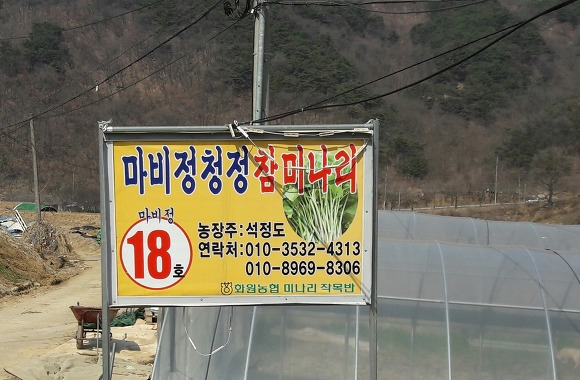 마비정청정참미나리
마비정
18호
농장주:석정도
연락처:010-3532-4313
010-8969-8306
화원농협 미나리 작목반